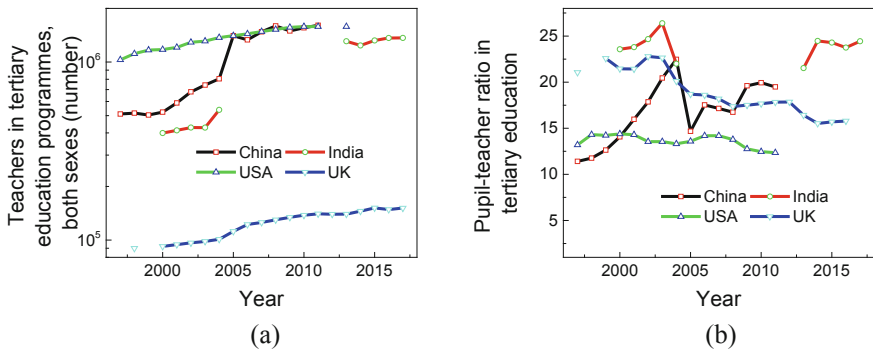 Teachers in tertiary
education programmes,
both sexes (number)
10^6
10^5
China
India
USA
UK
2000 2005 2010 2015
Year
(a)
Pupil-teacher ratio in
tertiary education
25
20
15
10
5
China
India
USA
UK
2000 2005 2010 2015
Year
(b)